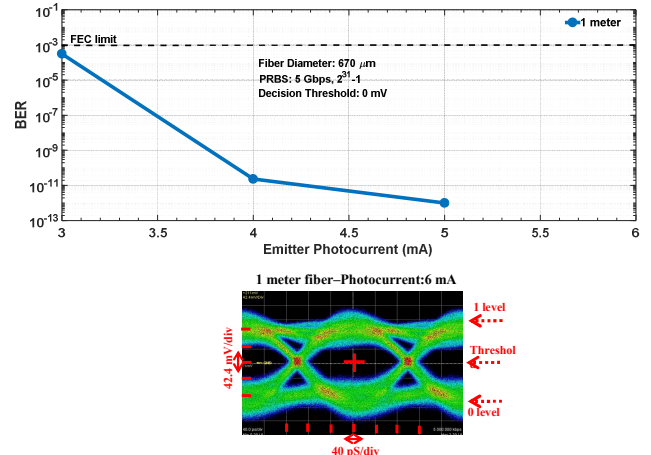 10^-1
1 meter
FEC limit
10^-3
Fiber Diameter: 670 μm
PRBS: 5 Gbps, 2^31-1
10^-5
Decision Threshold: 0 mV
10^-7
BER
10^-9
10^-11
10^-13
3 3.5 4 4.5 5 5.5 6
Emitter Photocurrent (mA)
1 meter fiber–Photocurrent:6 mA
1 level
Threshol
42.4 mV/div
0 level
40 pS/div